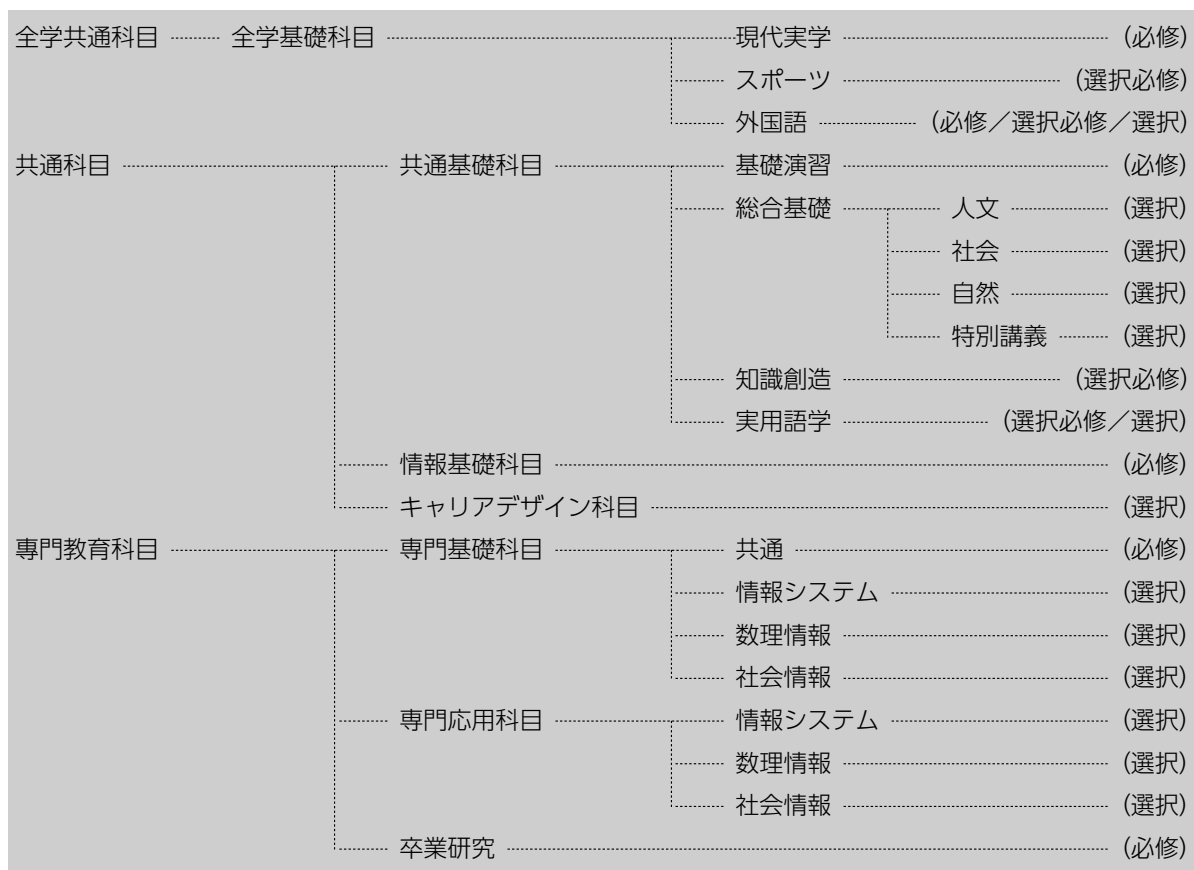 全学共通科目 全学基礎科目 現代実学 (必修)
スポーツ (選択必修)
外国語 (必修／選択必修／選択)
共通科目 共通基礎科目 基礎演習 (必修)
総合基礎 人文 (選択)
社会 (選択)
自然 (選択)
特別講義 (選択)
知識創造 (選択必修)
実用語学 (選択必修／選択)
情報基礎科目 (必修)
キャリアデザイン科目 (選択)
専門教育科目 専門基礎科目 共通 (必修)
情報システム (選択)
数理情報 (選択)
社会情報 (選択)
専門応用科目 情報システム (選択)
数理情報 (選択)
社会情報 (選択)
卒業研究 (必修)